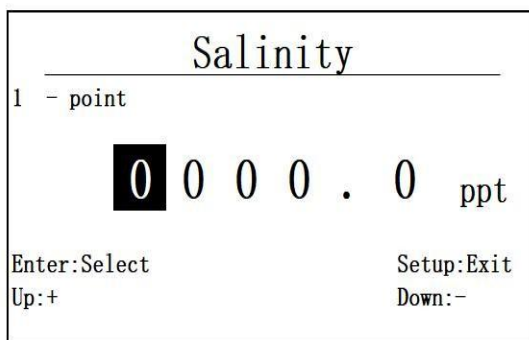 Salinity
1 - point
0 0 0 0 . 0 ppt
Enter:Select Setup:Exit
Up:+ Down:-